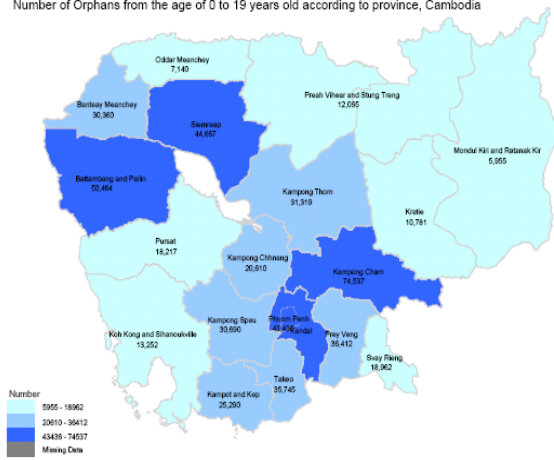 Number of Orphans from the age of 0 to 19 years old according to province, Cambodia
Oddar Meanchey
7,140
Preah Vihear and Stung Treng
12,065
Banteay Meanchey
30,360
Siemreap
44,667
Mondul Kiri and Ratanak Kir
5,955
Battambang and Pailin
50,464
Kampong Thom
31,319
Kratie
10,781
Pursat
18,217
Kampong Chhnang
20,610
Kampong Cham
74,537
Kampong Speu
30,690
Phnom Penh
Kandal
Prey Veng
36,412
Koh Kong and Sihanoukville
13,252
Svay Rieng
18,962
Takeo
35,745
Kampot and Kep
25,290
Number
5955 - 18962
20610 - 36412
43436 - 74537
Missing Data